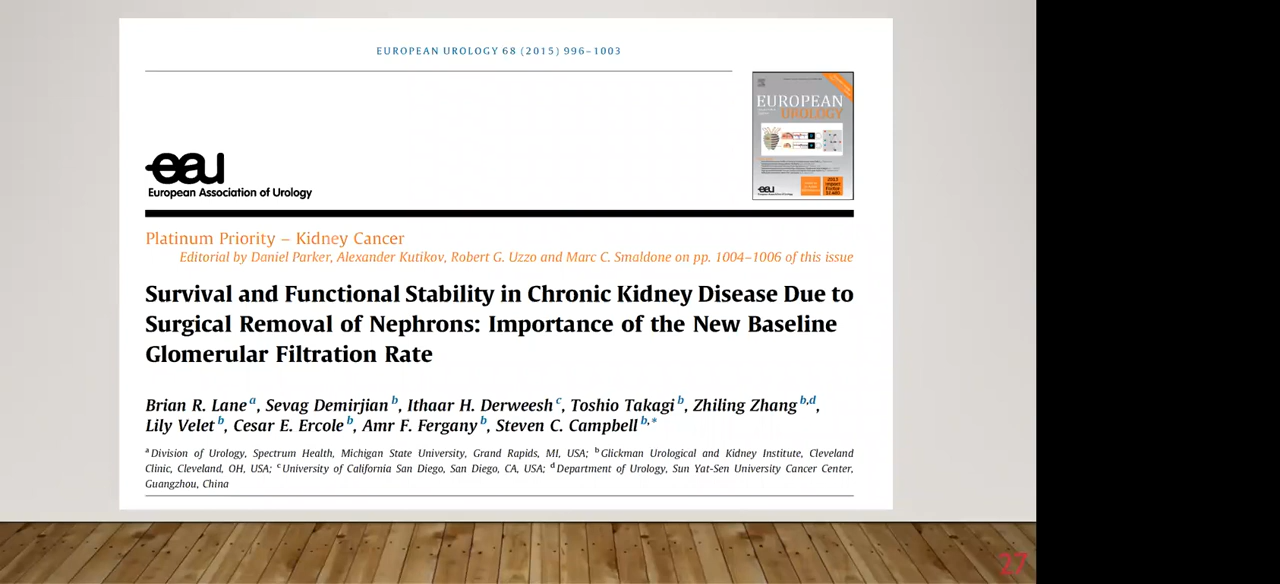 EUROPEAN UROLOGY 68 (2015) 996–1003
EUROPEAN
UROLOGY
eau
European Association of Urology
Platinum Priority – Kidney Cancer
Editorial by Daniel Parker, Alexander Kutikov, Robert G. Uzzo and Marc C. Smaldone on pp. 1004–1006 of this issue
Survival and Functional Stability in Chronic Kidney Disease Due to
Surgical Removal of Nephrons: Importance of the New Baseline
Glomerular Filtration Rate
Brian R. Lane a, Sevag Demirjian b, Ithaar H. Derweesh c, Toshio Takagi b, Zhiling Zhang b,d,
Lily Velet b, Cesar E. Ercole b, Amr F. Fergany b, Steven C. Campbell b,*
a Division of Urology, Spectrum Health, Michigan State University, Grand Rapids, MI, USA; b Glickman Urological and Kidney Institute, Cleveland
Clinic, Cleveland, OH, USA; c University of California San Diego, San Diego, CA, USA; d Department of Urology, Sun Yat-Sen University Cancer Center,
Guangzhou, China
27